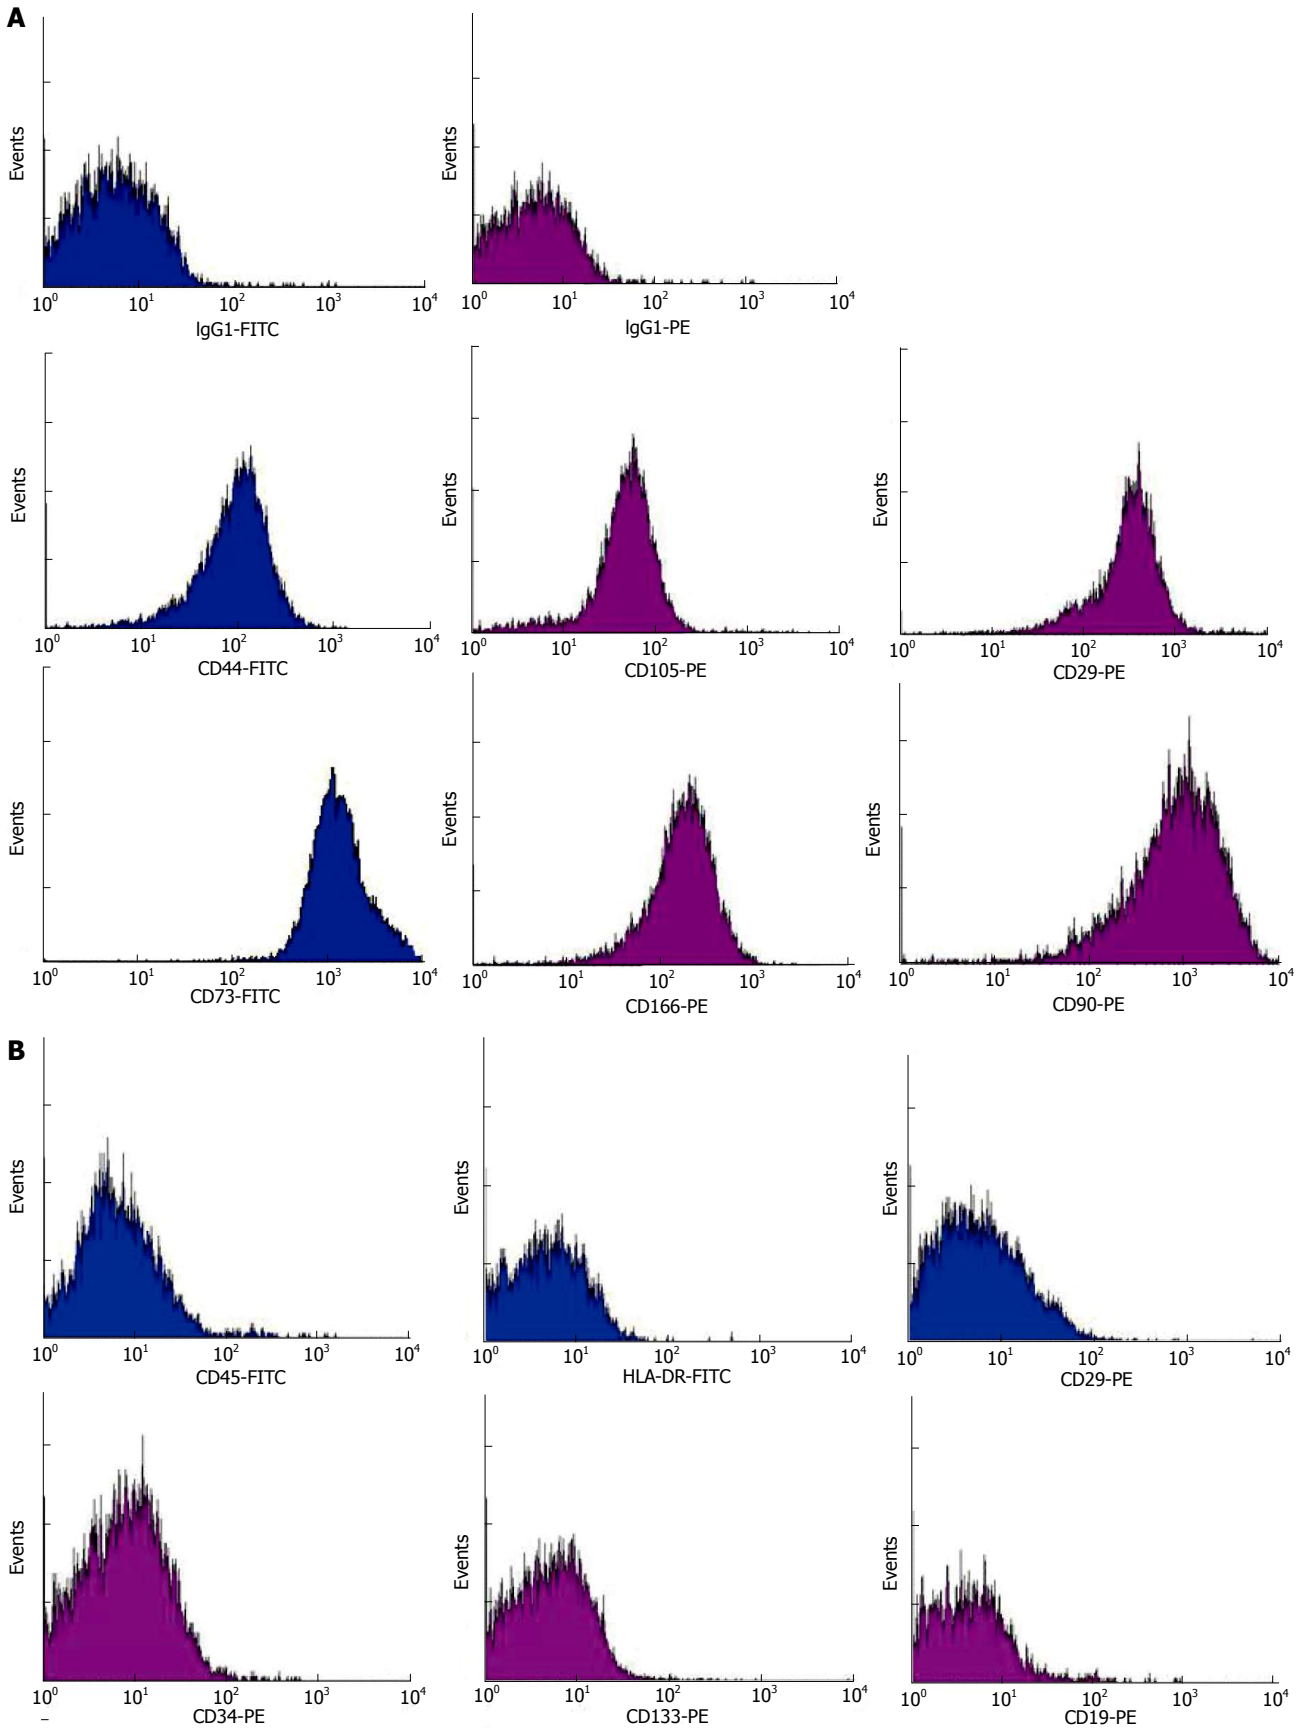 A
Events
10⁰ 10¹ 10² 10³ 10⁴
IgG1-FITC
Events
10⁰ 10¹ 10² 10³ 10⁴
IgG1-PE
Events
10⁰ 10¹ 10² 10³ 10⁴
CD44-FITC
Events
10⁰ 10¹ 10² 10³ 10⁴
CD105-PE
Events
10⁰ 10¹ 10² 10³ 10⁴
CD29-PE
Events
10⁰ 10¹ 10² 10³ 10⁴
CD73-FITC
Events
10⁰ 10¹ 10² 10³ 10⁴
CD166-PE
Events
10⁰ 10¹ 10² 10³ 10⁴
CD90-PE
B
Events
10⁰ 10¹ 10² 10³ 10⁴
CD45-FITC
Events
10⁰ 10¹ 10² 10³ 10⁴
HLA-DR-FITC
Events
10⁰ 10¹ 10² 10³ 10⁴
CD29-PE
Events
10⁰ 10¹ 10² 10³ 10⁴
CD34-PE
Events
10⁰ 10¹ 10² 10³ 10⁴
CD133-PE
Events
10⁰ 10¹ 10² 10³ 10⁴
CD19-PE